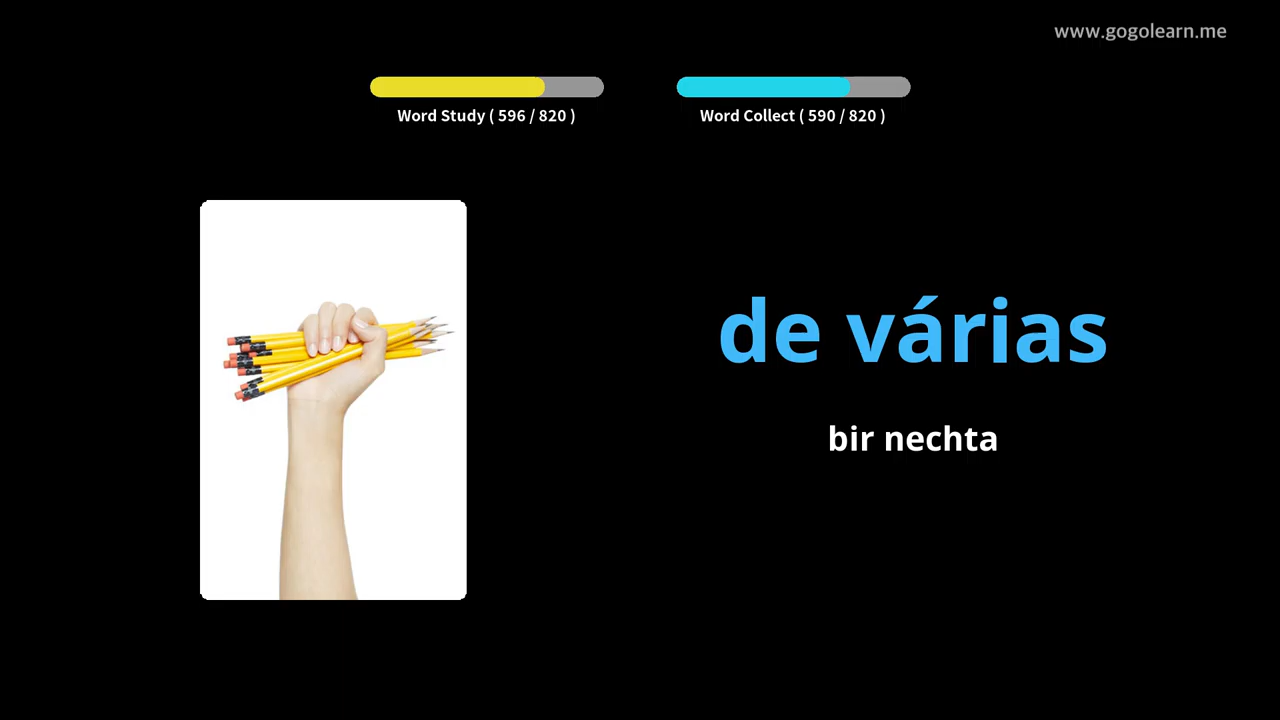 www.gogolearn.me
Word Study ( 596 / 820 )
Word Collect ( 590 / 820 )
de várias
bir nechta